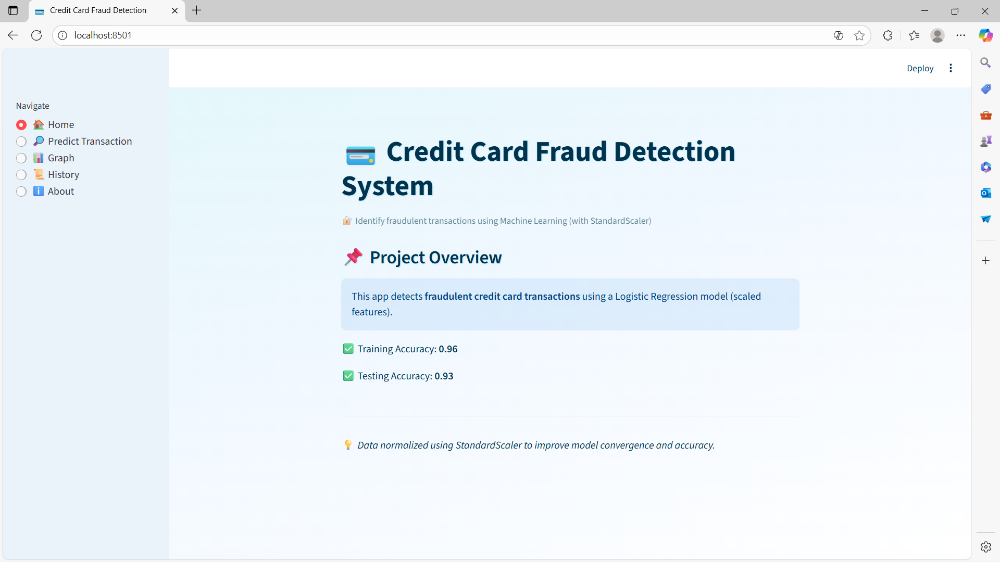 Credit Card Fraud Detection
localhost:8501
Deploy
Navigate
Home
Predict Transaction
Graph
History
About
Credit Card Fraud Detection
System
Identify fraudulent transactions using Machine Learning (with StandardScaler)
Project Overview
This app detects fraudulent credit card transactions using a Logistic Regression model (scaled
features).
Training Accuracy: 0.96
Testing Accuracy: 0.93
Data normalized using StandardScaler to improve model convergence and accuracy.